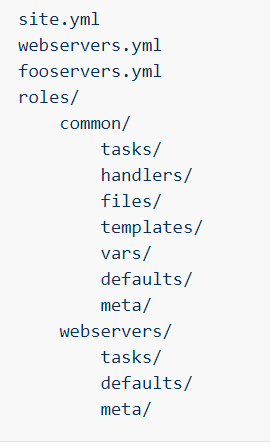 site.yml
webservers.yml
fooservers.yml
roles/
    common/
        tasks/
        handlers/
        files/
        templates/
        vars/
        defaults/
        meta/
    webservers/
        tasks/
        defaults/
        meta/